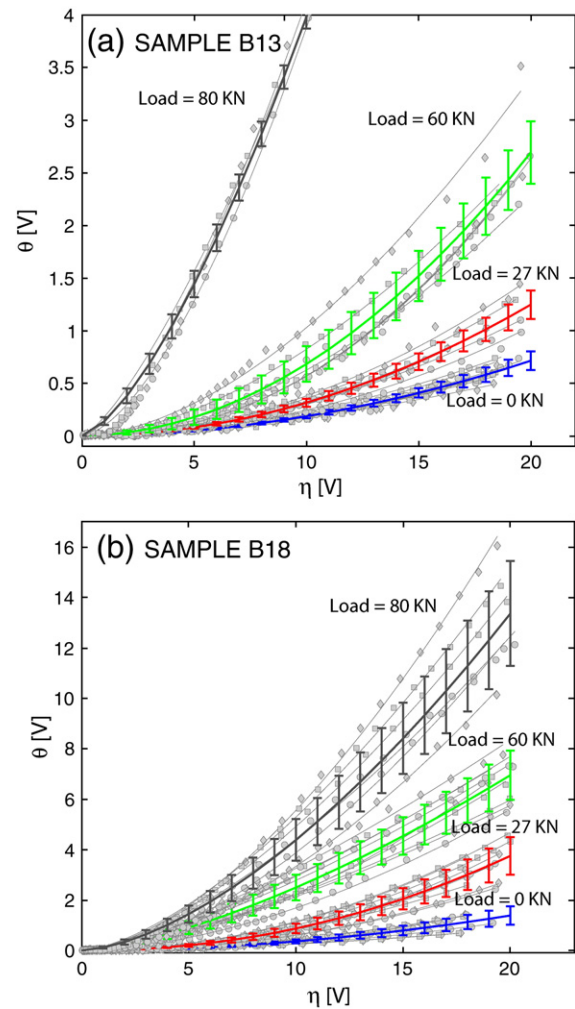 (a) SAMPLE B13
4
3.5
3
2.5
2
1.5
1
0.5
0
θ [V]
Load = 80 KN
Load = 60 KN
Load = 27 KN
Load = 0 KN
0 5 10 15 20
η [V]
(b) SAMPLE B18
16
14
12
10
8
6
4
2
0
θ [V]
Load = 80 KN
Load = 60 KN
Load = 27 KN
Load = 0 KN
0 5 10 15 20
η [V]